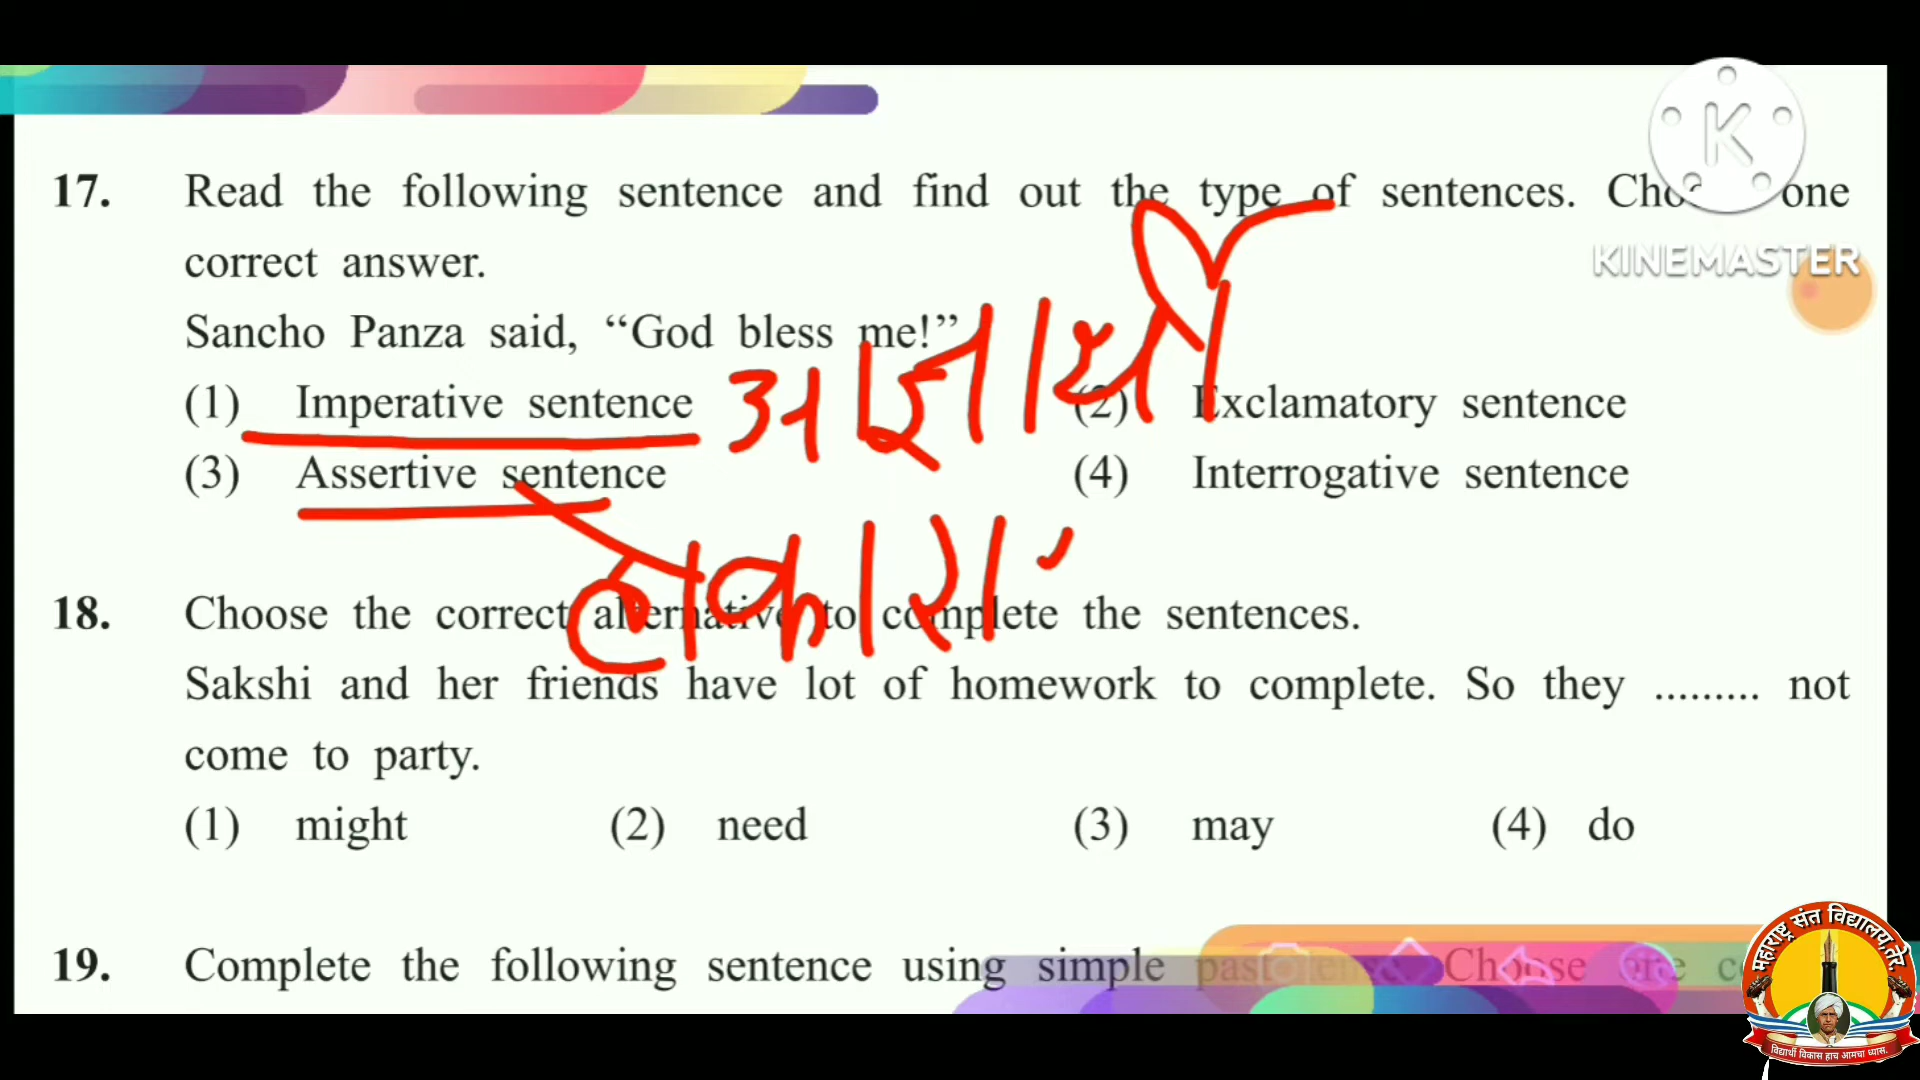 17. Read the following sentence and find out the type of sentences. Cho one
correct answer.
Sancho Panza said, “God bless me!”
(1) Imperative sentence (2) Exclamatory sentence
(3) Assertive sentence (4) Interrogative sentence
18. Choose the correct alternative to complete the sentences.
Sakshi and her friends have lot of homework to complete. So they ......... not
come to party.
(1) might (2) need (3) may (4) do
19. Complete the following sentence using simple past Choose one
K
KINEMASTER
महाराष्ट्र संत विद्यालय, तेर.
विद्यार्थी विकास हाच आमचा ध्यास.